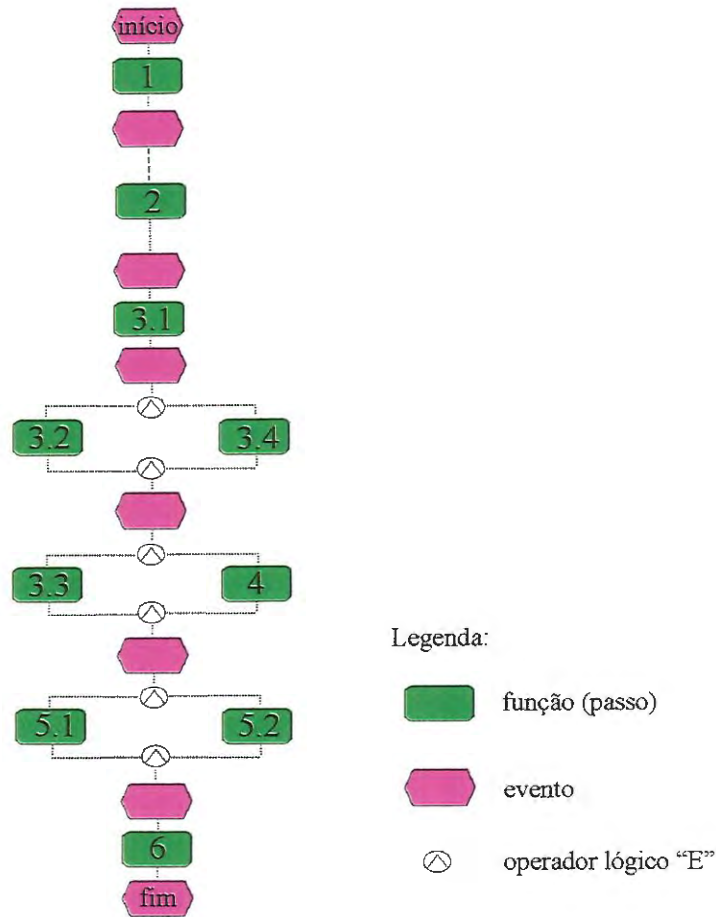 início
1
2
3.1
3.2 3.4
3.3 4
Legenda:
função (passo)
5.1 5.2
evento
6
operador lógico “E”
fim